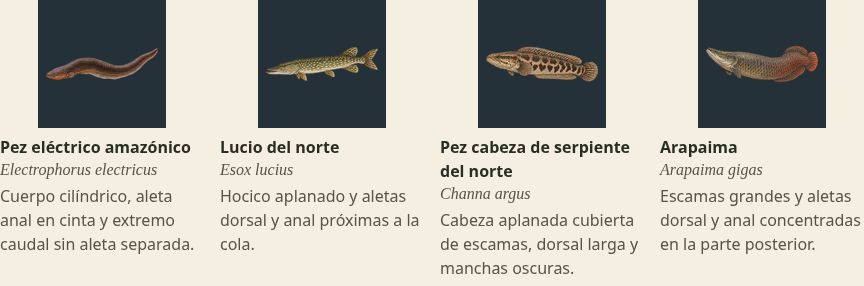 Pez eléctrico amazónico
Electrophorus electricus
Cuerpo cilíndrico, aleta
anal en cinta y extremo
caudal sin aleta separada.
Lucio del norte
Esox lucius
Hocico aplanado y aletas
dorsal y anal próximas a la
cola.
Pez cabeza de serpiente
del norte
Channa argus
Cabeza aplanada cubierta
de escamas, dorsal larga y
manchas oscuras.
Arapaima
Arapaima gigas
Escamas grandes y aletas
dorsal y anal concentradas
en la parte posterior.